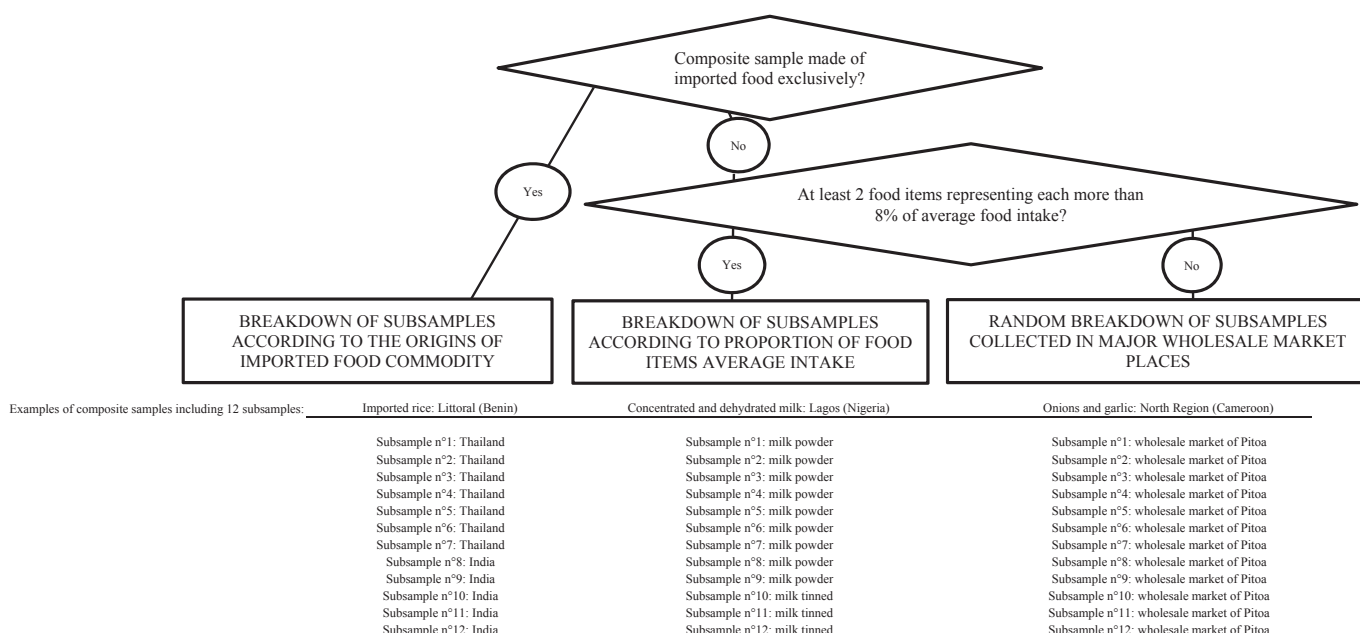 Composite sample made of
imported food exclusively?
No
Yes
At least 2 food items representing each more than
8% of average food intake?
Yes
No
BREAKDOWN OF SUBSAMPLES
ACCORDING TO THE ORIGINS OF
IMPORTED FOOD COMMODITY
BREAKDOWN OF SUBSAMPLES
ACCORDING TO PROPORTION OF FOOD
ITEMS AVERAGE INTAKE
RANDOM BREAKDOWN OF SUBSAMPLES
COLLECTED IN MAJOR WHOLESALE MARKET
PLACES
Examples of composite samples including 12 subsamples:
Imported rice: Littoral (Benin)
Subsample n°1: Thailand
Subsample n°2: Thailand
Subsample n°3: Thailand
Subsample n°4: Thailand
Subsample n°5: Thailand
Subsample n°6: Thailand
Subsample n°7: Thailand
Subsample n°8: India
Subsample n°9: India
Subsample n°10: India
Subsample n°11: India
Subsample n°12: India
Concentrated and dehydrated milk: Lagos (Nigeria)
Subsample n°1: milk powder
Subsample n°2: milk powder
Subsample n°3: milk powder
Subsample n°4: milk powder
Subsample n°5: milk powder
Subsample n°6: milk powder
Subsample n°7: milk powder
Subsample n°8: milk powder
Subsample n°9: milk powder
Subsample n°10: milk tinned
Subsample n°11: milk tinned
Subsample n°12: milk tinned
Onions and garlic: North Region (Cameroon)
Subsample n°1: wholesale market of Pitoa
Subsample n°2: wholesale market of Pitoa
Subsample n°3: wholesale market of Pitoa
Subsample n°4: wholesale market of Pitoa
Subsample n°5: wholesale market of Pitoa
Subsample n°6: wholesale market of Pitoa
Subsample n°7: wholesale market of Pitoa
Subsample n°8: wholesale market of Pitoa
Subsample n°9: wholesale market of Pitoa
Subsample n°10: wholesale market of Pitoa
Subsample n°11: wholesale market of Pitoa
Subsample n°12: wholesale market of Pitoa